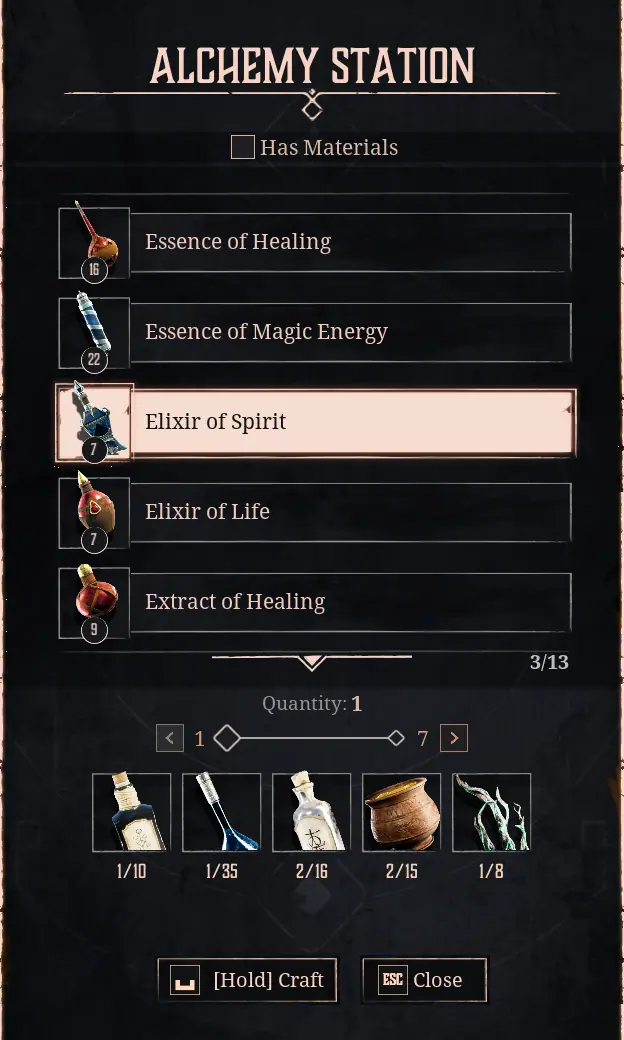 ALCHEMY STATION
Has Materials
Essence of Healing
16
Essence of Magic Energy
22
Elixir of Spirit
7
Elixir of Life
7
Extract of Healing
9
3/13
Quantity: 1
1 7
1/10 1/35 2/16 2/15 1/8
[Hold] Craft ESC Close